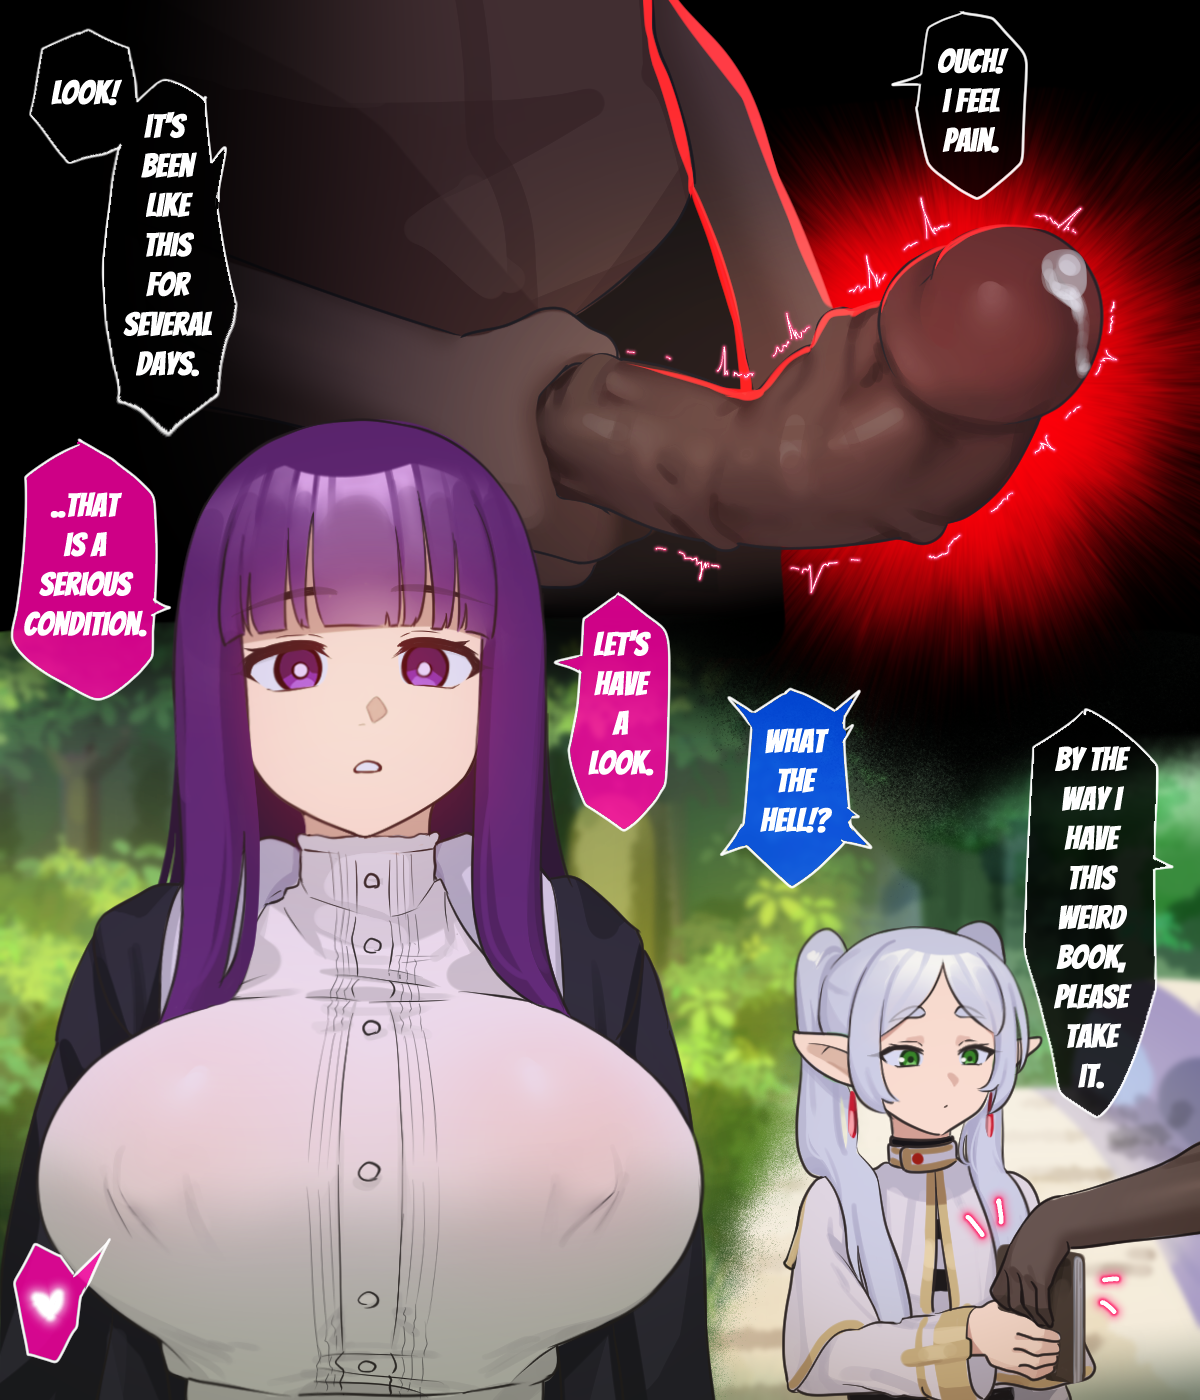 LOOK!
IT'S
BEEN
LIKE
THIS
FOR
SEVERAL
DAYS.
OUCH!
I FEEL
PAIN.
..THAT
IS A
SERIOUS
CONDITION.
LET'S
HAVE
A
LOOK.
WHAT
THE
HELL!?
BY THE
WAY I
HAVE
THIS
WEIRD
BOOK,
PLEASE
TAKE
IT.